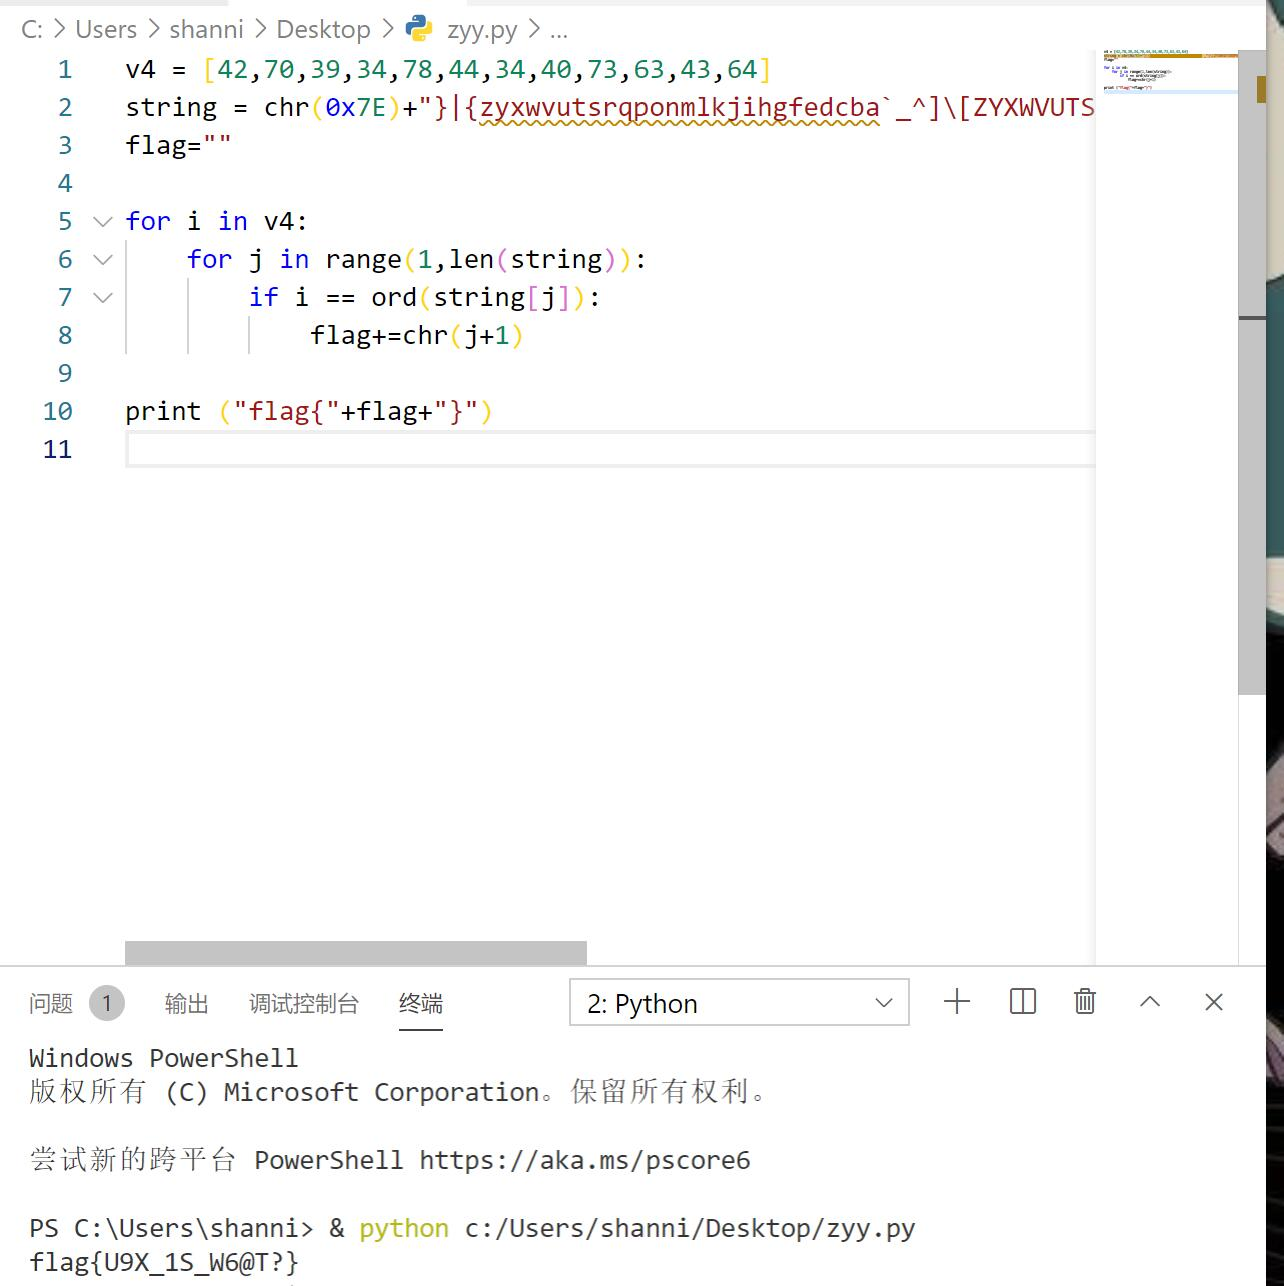 C: > Users > shanni > Desktop > zyy.py > ...
1 v4 = [42,70,39,34,78,44,34,40,73,63,43,64]
2 string = chr(0x7E)+"}|{zyxwvutsrqponmlkjihgfedcba`_^]\[ZYXWVUTS
3 flag=""
4
5 for i in v4:
6     for j in range(1,len(string)):
7         if i == ord(string[j]):
8             flag+=chr(j+1)
9
10 print ("flag{"+flag+"}")
11
问题 1 输出 调试控制台 终端 2: Python
Windows PowerShell
版权所有 (C) Microsoft Corporation。保留所有权利。
尝试新的跨平台 PowerShell https://aka.ms/pscore6
PS C:\Users\shanni> & python c:/Users/shanni/Desktop/zyy.py
flag{U9X_1S_W6@T?}